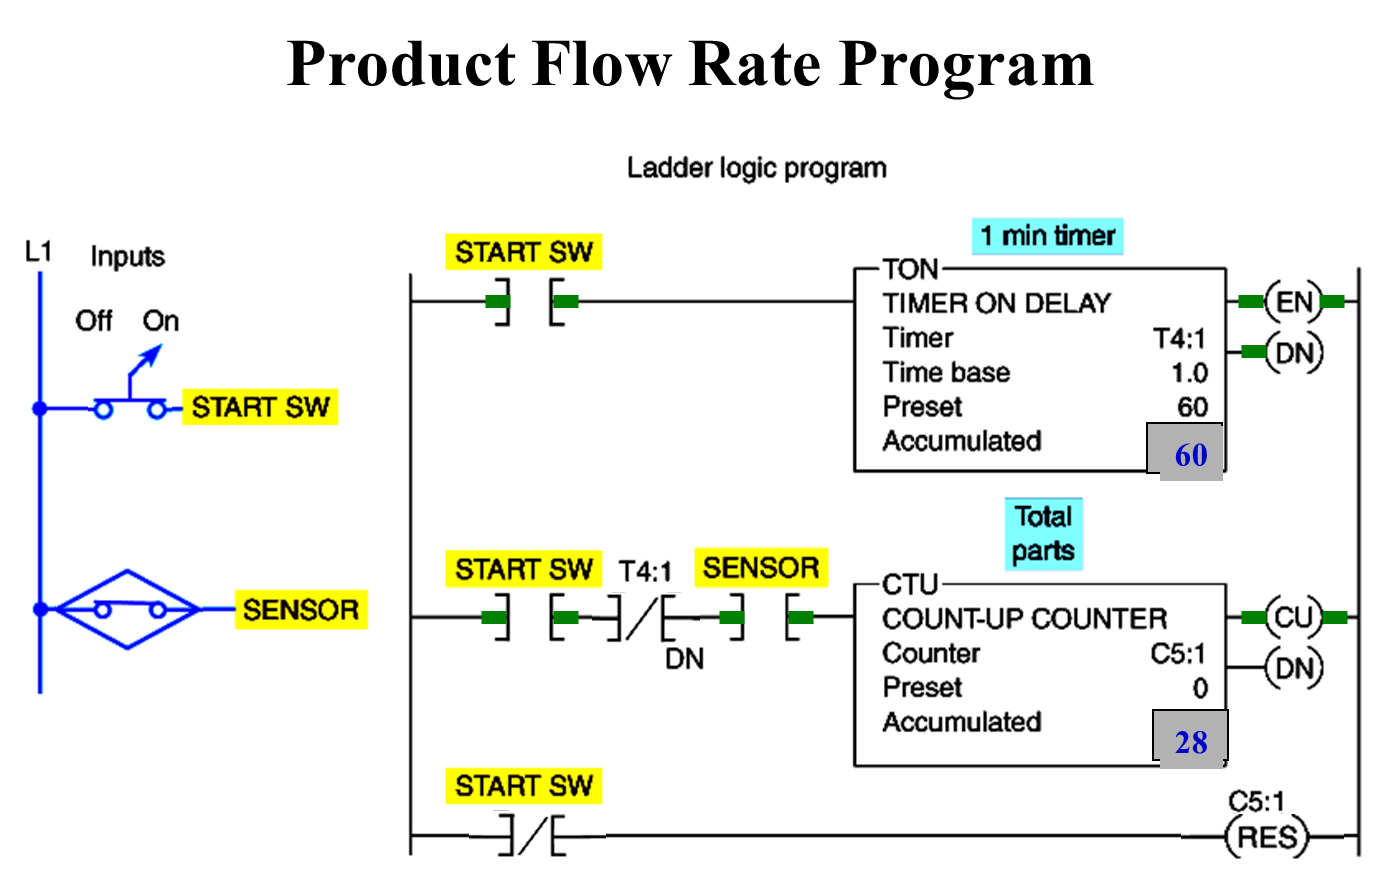 Product Flow Rate Program
Ladder logic program
L1 Inputs
Off On
START SW
SENSOR
START SW
1 min timer
TON
TIMER ON DELAY
Timer T4:1
Time base 1.0
Preset 60
Accumulated 60
EN
DN
START SW
T4:1
DN
SENSOR
Total
parts
CTU
COUNT-UP COUNTER
Counter C5:1
Preset 0
Accumulated 28
CU
DN
START SW
C5:1
RES